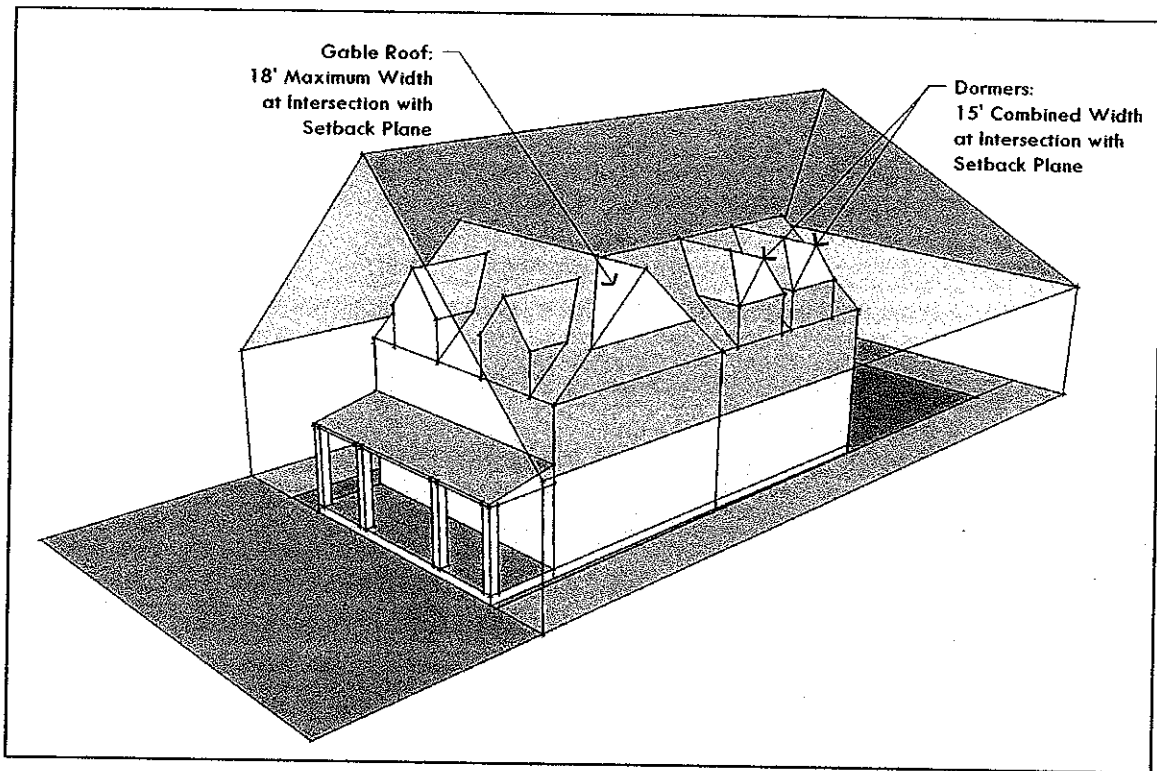 Gable Roof:
18' Maximum Width
at Intersection with
Setback Plane
Dormers:
15' Combined Width
at Intersection with
Setback Plane